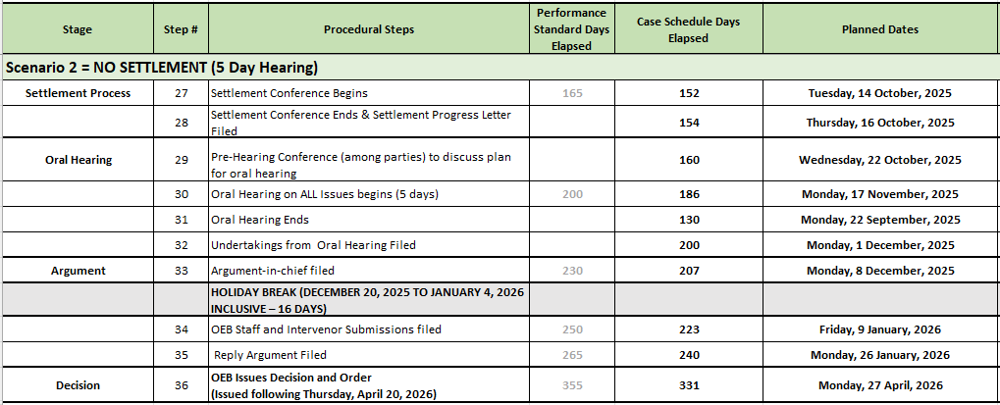 Stage Step # Procedural Steps Performance Standard Days Elapsed Case Schedule Days Elapsed Planned Dates
Scenario 2 = NO SETTLEMENT (5 Day Hearing)
Settlement Process 27 Settlement Conference Begins 165 152 Tuesday, 14 October, 2025
28 Settlement Conference Ends & Settlement Progress Letter Filed 154 Thursday, 16 October, 2025
Oral Hearing 29 Pre-Hearing Conference (among parties) to discuss plan for oral hearing 160 Wednesday, 22 October, 2025
30 Oral Hearing on ALL Issues begins (5 days) 200 186 Monday, 17 November, 2025
31 Oral Hearing Ends 130 Monday, 22 September, 2025
32 Undertakings from Oral Hearing Filed 200 Monday, 1 December, 2025
Argument 33 Argument-in-chief filed 230 207 Monday, 8 December, 2025
HOLIDAY BREAK (DECEMBER 20, 2025 TO JANUARY 4, 2026 INCLUSIVE – 16 DAYS)
34 OEB Staff and Intervenor Submissions filed 250 223 Friday, 9 January, 2026
35 Reply Argument Filed 265 240 Monday, 26 January, 2026
Decision 36 OEB Issues Decision and Order (Issued following Thursday, April 20, 2026) 355 331 Monday, 27 April, 2026